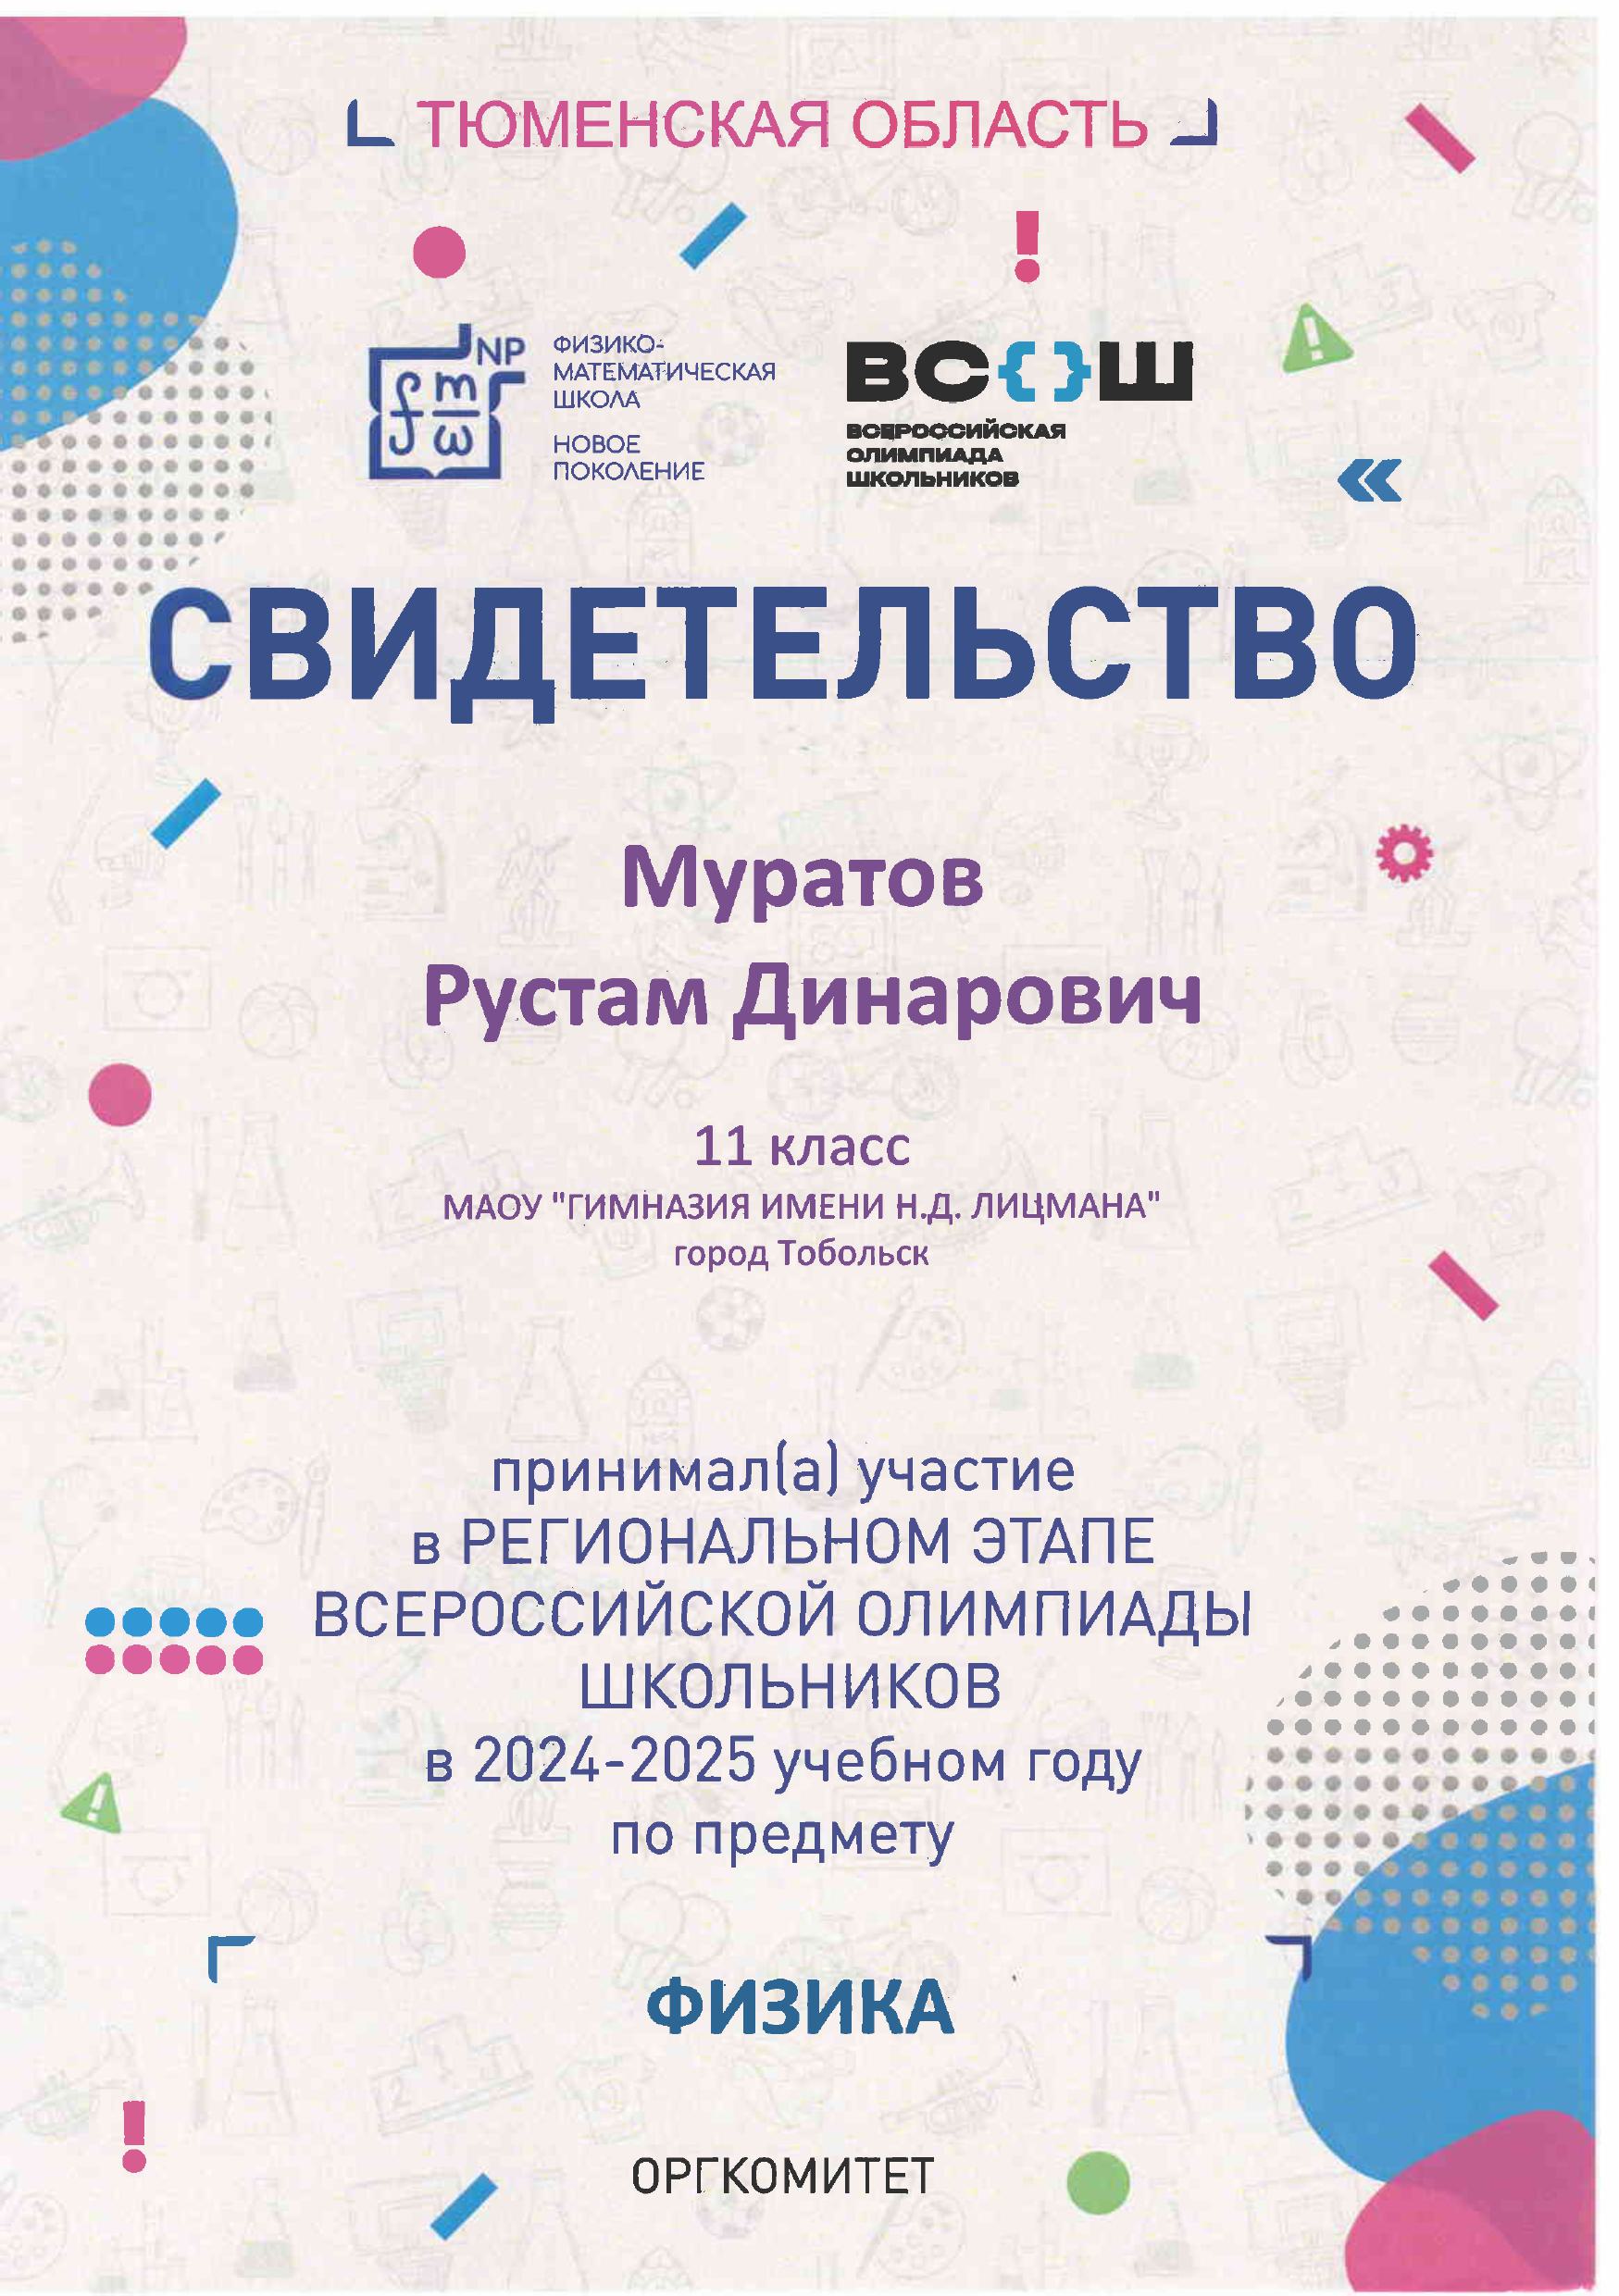 ТЮМЕНСКАЯ ОБЛАСТЬ
NP
fm
ш
ФИЗИКО-
МАТЕМАТИЧЕСКАЯ
ШКОЛА
НОВОЕ
ПОКОЛЕНИЕ
ВС{}Ш
ВСЕРОССИЙСКАЯ
ОЛИМПИАДА
ШКОЛЬНИКОВ
СВИДЕТЕЛЬСТВО
Муратов
Рустам Динарович
11 класс
МАОУ "ГИМНАЗИЯ ИМЕНИ Н.Д. ЛИЦМАНА"
город Тобольск
принимал(а) участие
в РЕГИОНАЛЬНОМ ЭТАПЕ
ВСЕРОССИЙСКОЙ ОЛИМПИАДЫ
ШКОЛЬНИКОВ
в 2024-2025 учебном году
по предмету
ФИЗИКА
ОРГКОМИТЕТ